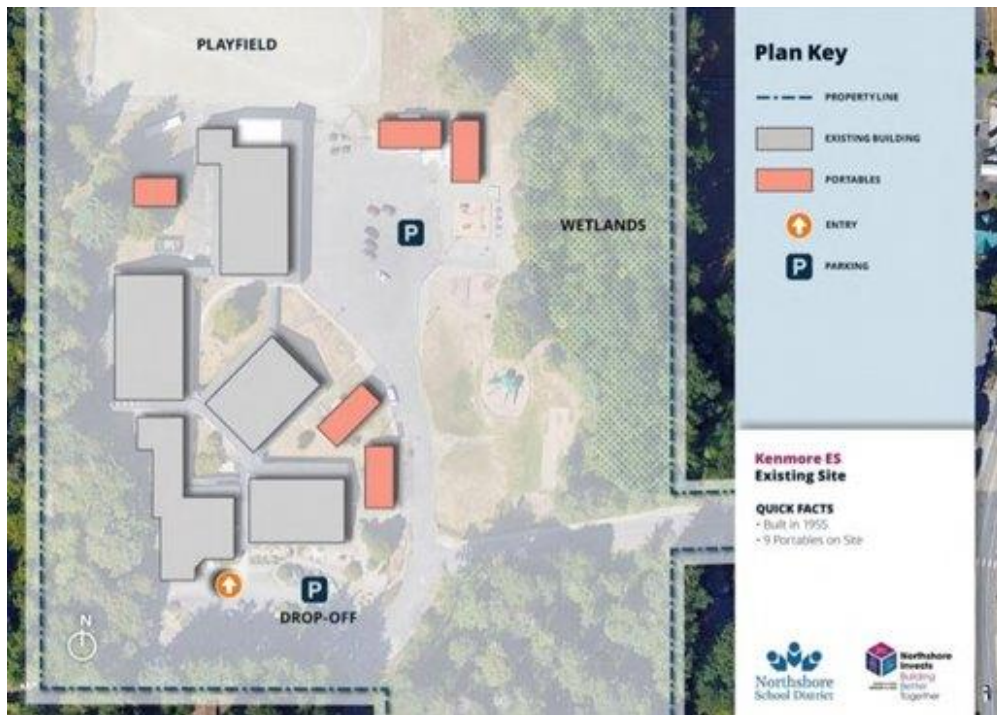 PLAYFIELD
P
WETLANDS
P
DROP-OFF
N
Plan Key
PROPERTY LINE
EXISTING BUILDING
PORTABLES
ENTRY
P
PARKING
Kenmore ES
Existing Site
QUICK FACTS
• Built in 1955
• 9 Portables on Site
Northshore
School District
Northshore
Invests
Building
Better
Together